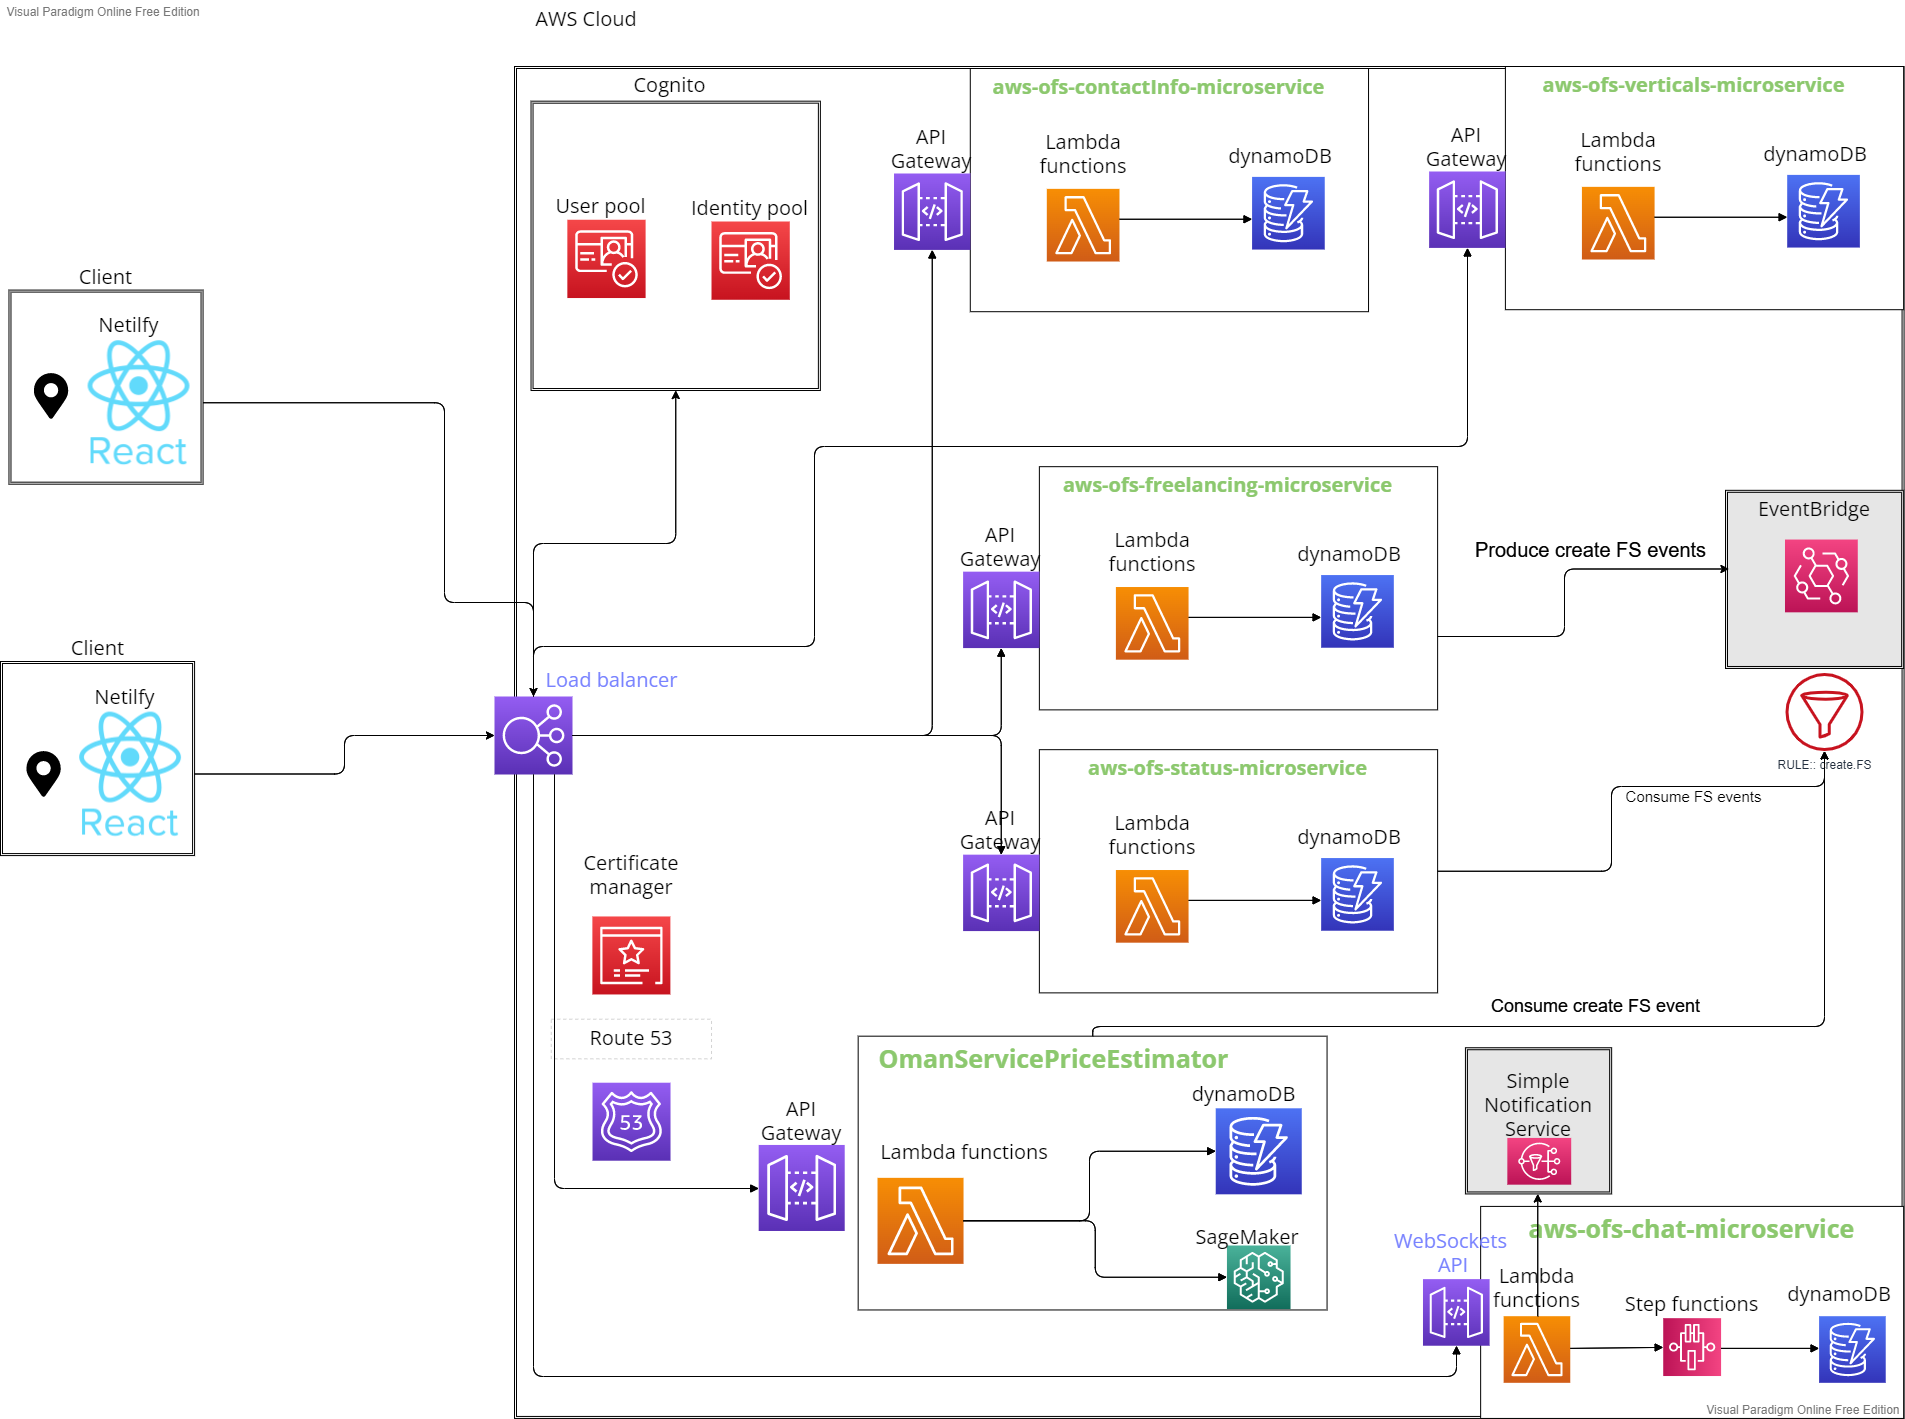 Visual Paradigm Online Free Edition
AWS Cloud
Cognito
User pool
Identity pool
API
Gateway
aws-ofs-contactInfo-microservice
Lambda
functions
dynamoDB
API
Gateway
aws-ofs-verticals-microservice
Lambda
functions
dynamoDB
Client
Netilfy
React
Client
Netilfy
React
Load balancer
API
Gateway
aws-ofs-freelancing-microservice
Lambda
functions
dynamoDB
Produce create FS events
EventBridge
RULE:: create.FS
Consume FS events
API
Gateway
aws-ofs-status-microservice
Lambda
functions
dynamoDB
Certificate
manager
Route 53
53
Consume create FS event
API
Gateway
OmanServicePriceEstimator
Lambda functions
dynamoDB
SageMaker
Simple
Notification
Service
WebSockets
API
aws-ofs-chat-microservice
Lambda
functions
Step functions
dynamoDB
Visual Paradigm Online Free Edition